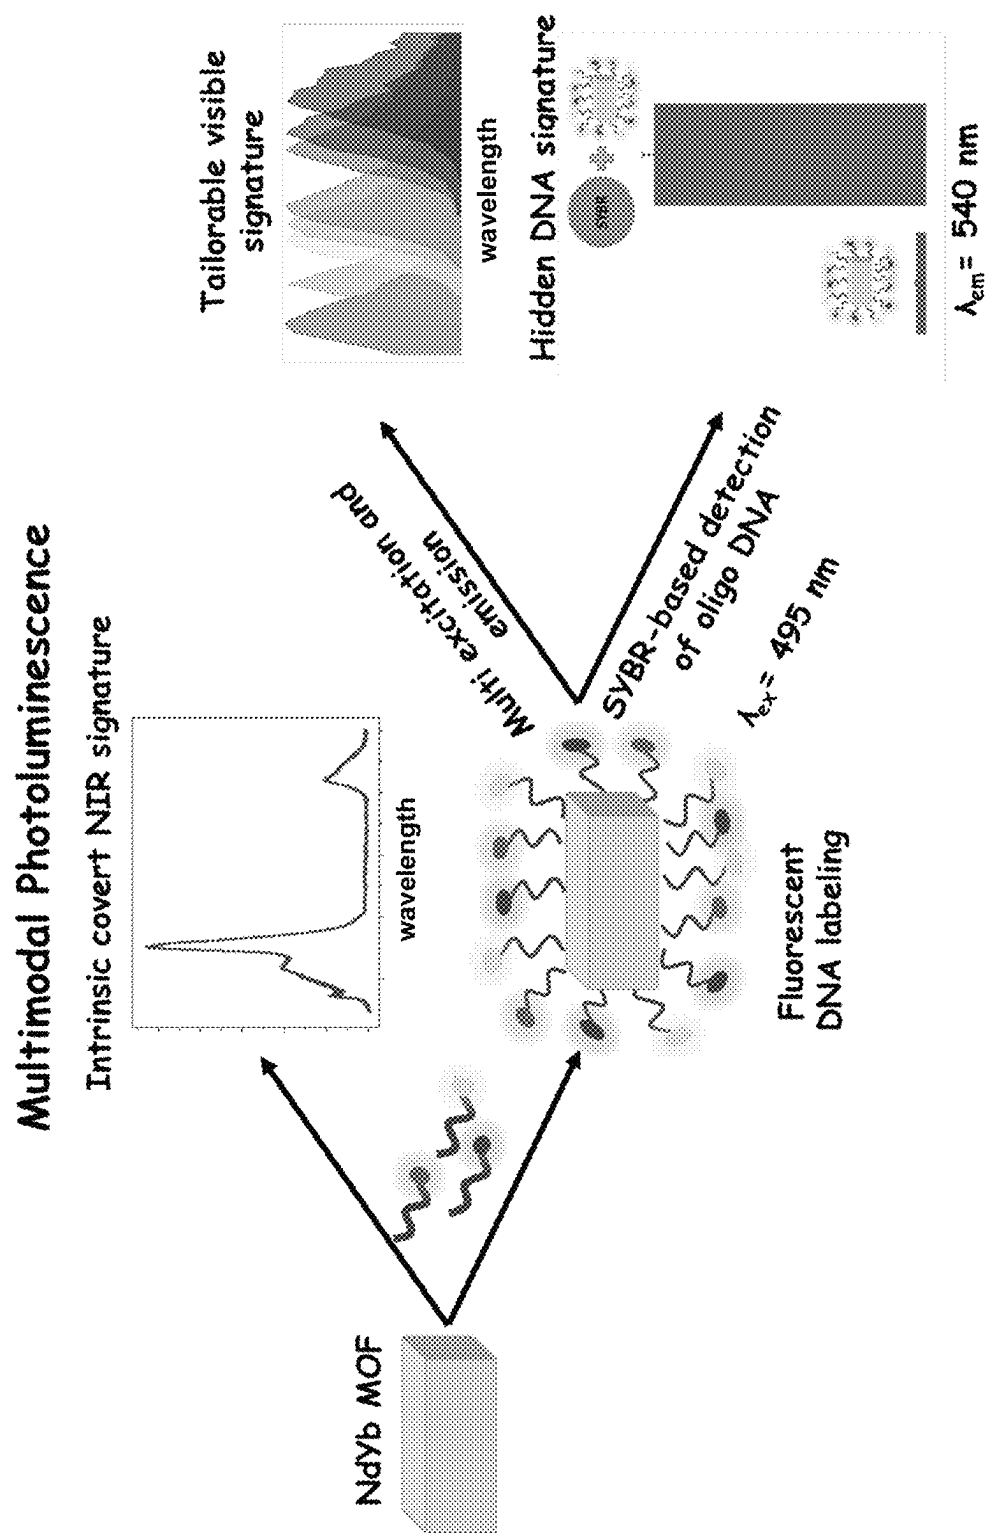 Multimodal Photoluminescence
Intrinsic covert NIR signature
wavelength
NdYb MOF
Fluorescent
DNA labeling
Multi excitation and
emission
SYBR-based detection
of oligo DNA
λex = 495 nm
Tailorable visible
signature
wavelength
Hidden DNA signature
SYBR
λem = 540 nm